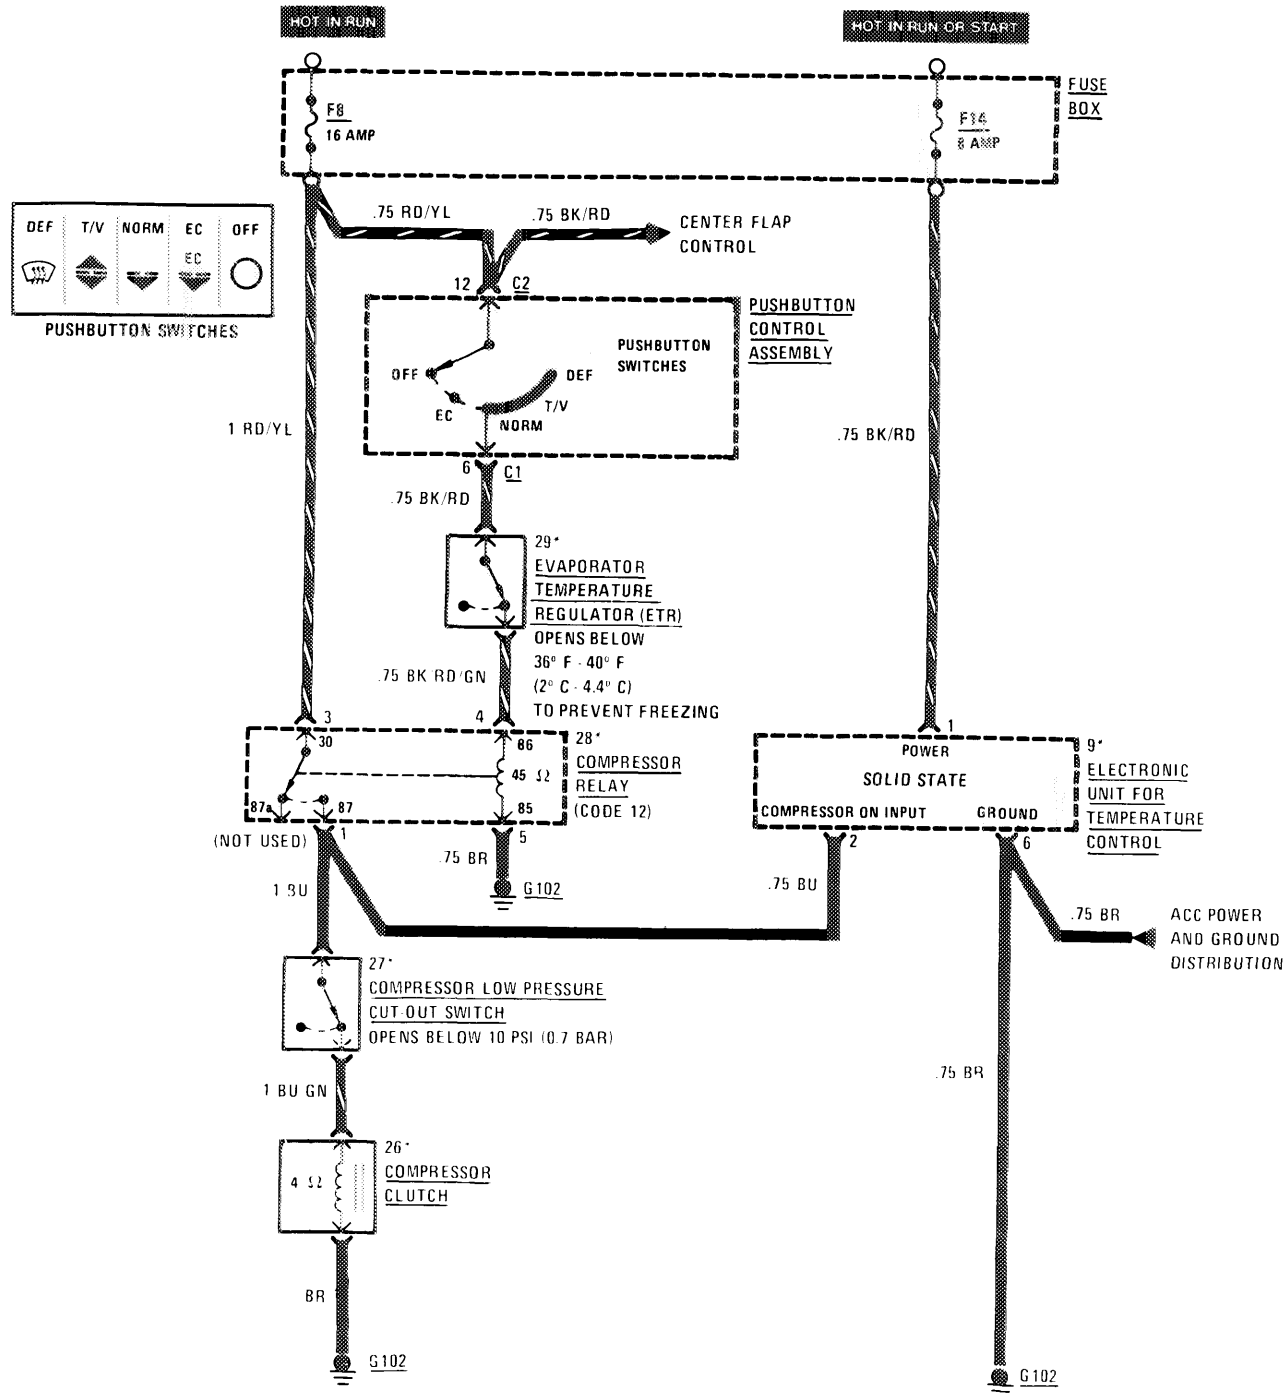 HOT IN RUN
HOT IN RUN OR START
FUSE
BOX
F8
16 AMP
F14
8 AMP
DEF T/V NORM EC OFF
EC
PUSHBUTTON SWITCHES
.75 RD/YL
.75 BK/RD
CENTER FLAP
CONTROL
12
C2
PUSHBUTTON
CONTROL
ASSEMBLY
PUSHBUTTON
SWITCHES
OFF
DEF
EC
T/V
NORM
1 RD/YL
.75 BK/RD
6
C1
.75 BK/RD
29*
EVAPORATOR
TEMPERATURE
REGULATOR (ETR)
OPENS BELOW
36° F - 40° F
(2° C - 4.4° C)
TO PREVENT FREEZING
.75 BK RD/GN
3
4
1
30
86
28*
COMPRESSOR
RELAY
(CODE 12)
45 Ω
87a
87
85
(NOT USED)
1
5
POWER
SOLID STATE
COMPRESSOR ON INPUT
GROUND
9*
ELECTRONIC
UNIT FOR
TEMPERATURE
CONTROL
2
6
.75 BR
G102
1 BU
.75 BU
.75 BR
ACC POWER
AND GROUND
DISTRIBUTION
27*
COMPRESSOR LOW PRESSURE
CUT-OUT SWITCH
OPENS BELOW 10 PSI (0.7 BAR)
.75 BR
1 BU GN
26*
COMPRESSOR
CLUTCH
4 Ω
BR
G102
G102